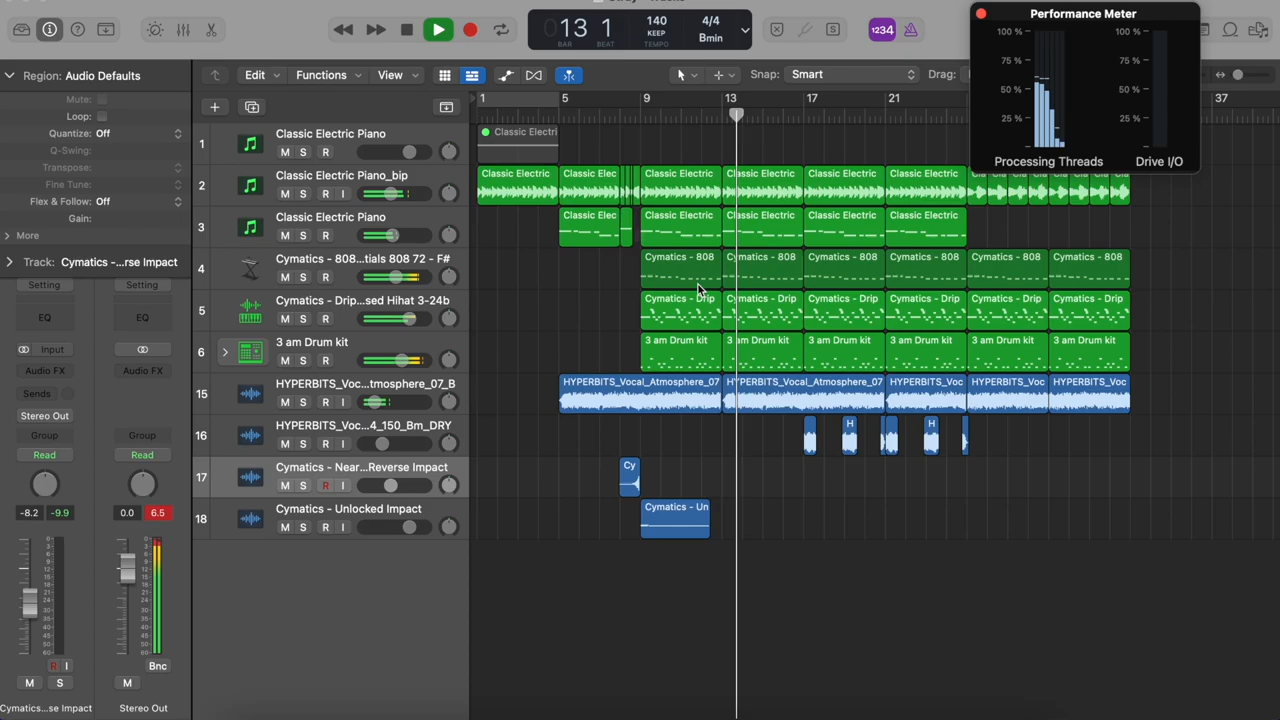 013 1
BAR BEAT
140
KEEP
TEMPO
4/4
Bmin
1234
Performance Meter
100 %
75 %
50 %
25 %
Processing Threads
100 %
75 %
50 %
25 %
Drive I/O
Region: Audio Defaults
Mute:
Loop:
Quantize: Off
Q-Swing:
Transpose:
Fine Tune:
Flex & Follow: Off
Gain:
More
Track: Cymatics -...rse Impact
Setting Setting
EQ EQ
Input
Audio FX Audio FX
Sends
Stereo Out
Group Group
Read Read
-8.2 -9.9 0.0 6.5
R I Bnc
M S M
Cymatics...se Impact Stereo Out
Edit Functions View
Snap: Smart Drag:
1 5 9 13 17 21 37
1 Classic Electric Piano
M S R
Classic Electri
2 Classic Electric Piano_bip
M S R I
Classic Electric Classic Elec Classic Electric Classic Electric Classic Electric Classic Electric
3 Classic Electric Piano
M S R
Classic Elec Classic Electric Classic Electric Classic Electric Classic Electric
4 Cymatics - 808...tials 808 72 - F#
M S R
Cymatics - 808 Cymatics - 808 Cymatics - 808 Cymatics - 808 Cymatics - 808 Cymatics - 808
5 Cymatics - Drip...sed Hihat 3-24b
M S R
Cymatics - Drip Cymatics - Drip Cymatics - Drip Cymatics - Drip Cymatics - Drip Cymatics - Drip
6 3 am Drum kit
M S R
3 am Drum kit 3 am Drum kit 3 am Drum kit 3 am Drum kit 3 am Drum kit 3 am Drum kit
15 HYPERBITS_Voc...tmosphere_07_B
M S R I
HYPERBITS_Vocal_Atmosphere_07 HYPERBITS_Vocal_Atmosphere_07 HYPERBITS_Voc HYPERBITS_Voc HYPERBITS_Voc
16 HYPERBITS_Voc...4_150_Bm_DRY
M S R I
H H
17 Cymatics - Near...Reverse Impact
M S R I
Cy
18 Cymatics - Unlocked Impact
M S R I
Cymatics - Un